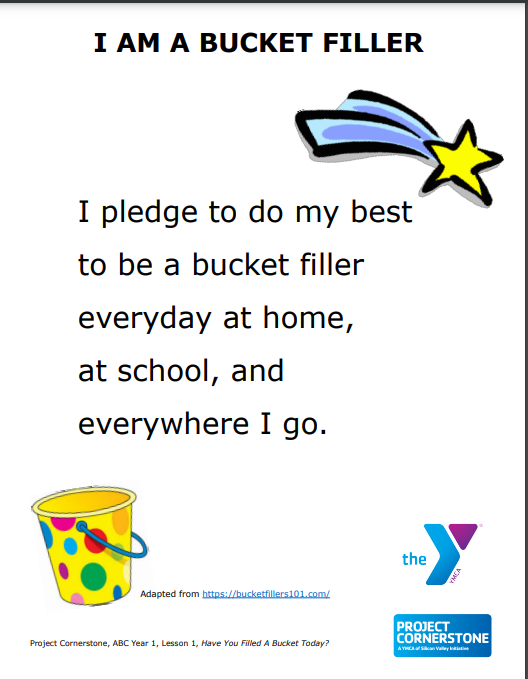 I AM A BUCKET FILLER
I pledge to do my best
to be a bucket filler
everyday at home,
at school, and
everywhere I go.
the
YMCA
Adapted from https://bucketfillers101.com/
PROJECT
CORNERSTONE
A YMCA of Silicon Valley Initiative
Project Cornerstone, ABC Year 1, Lesson 1, Have You Filled A Bucket Today?